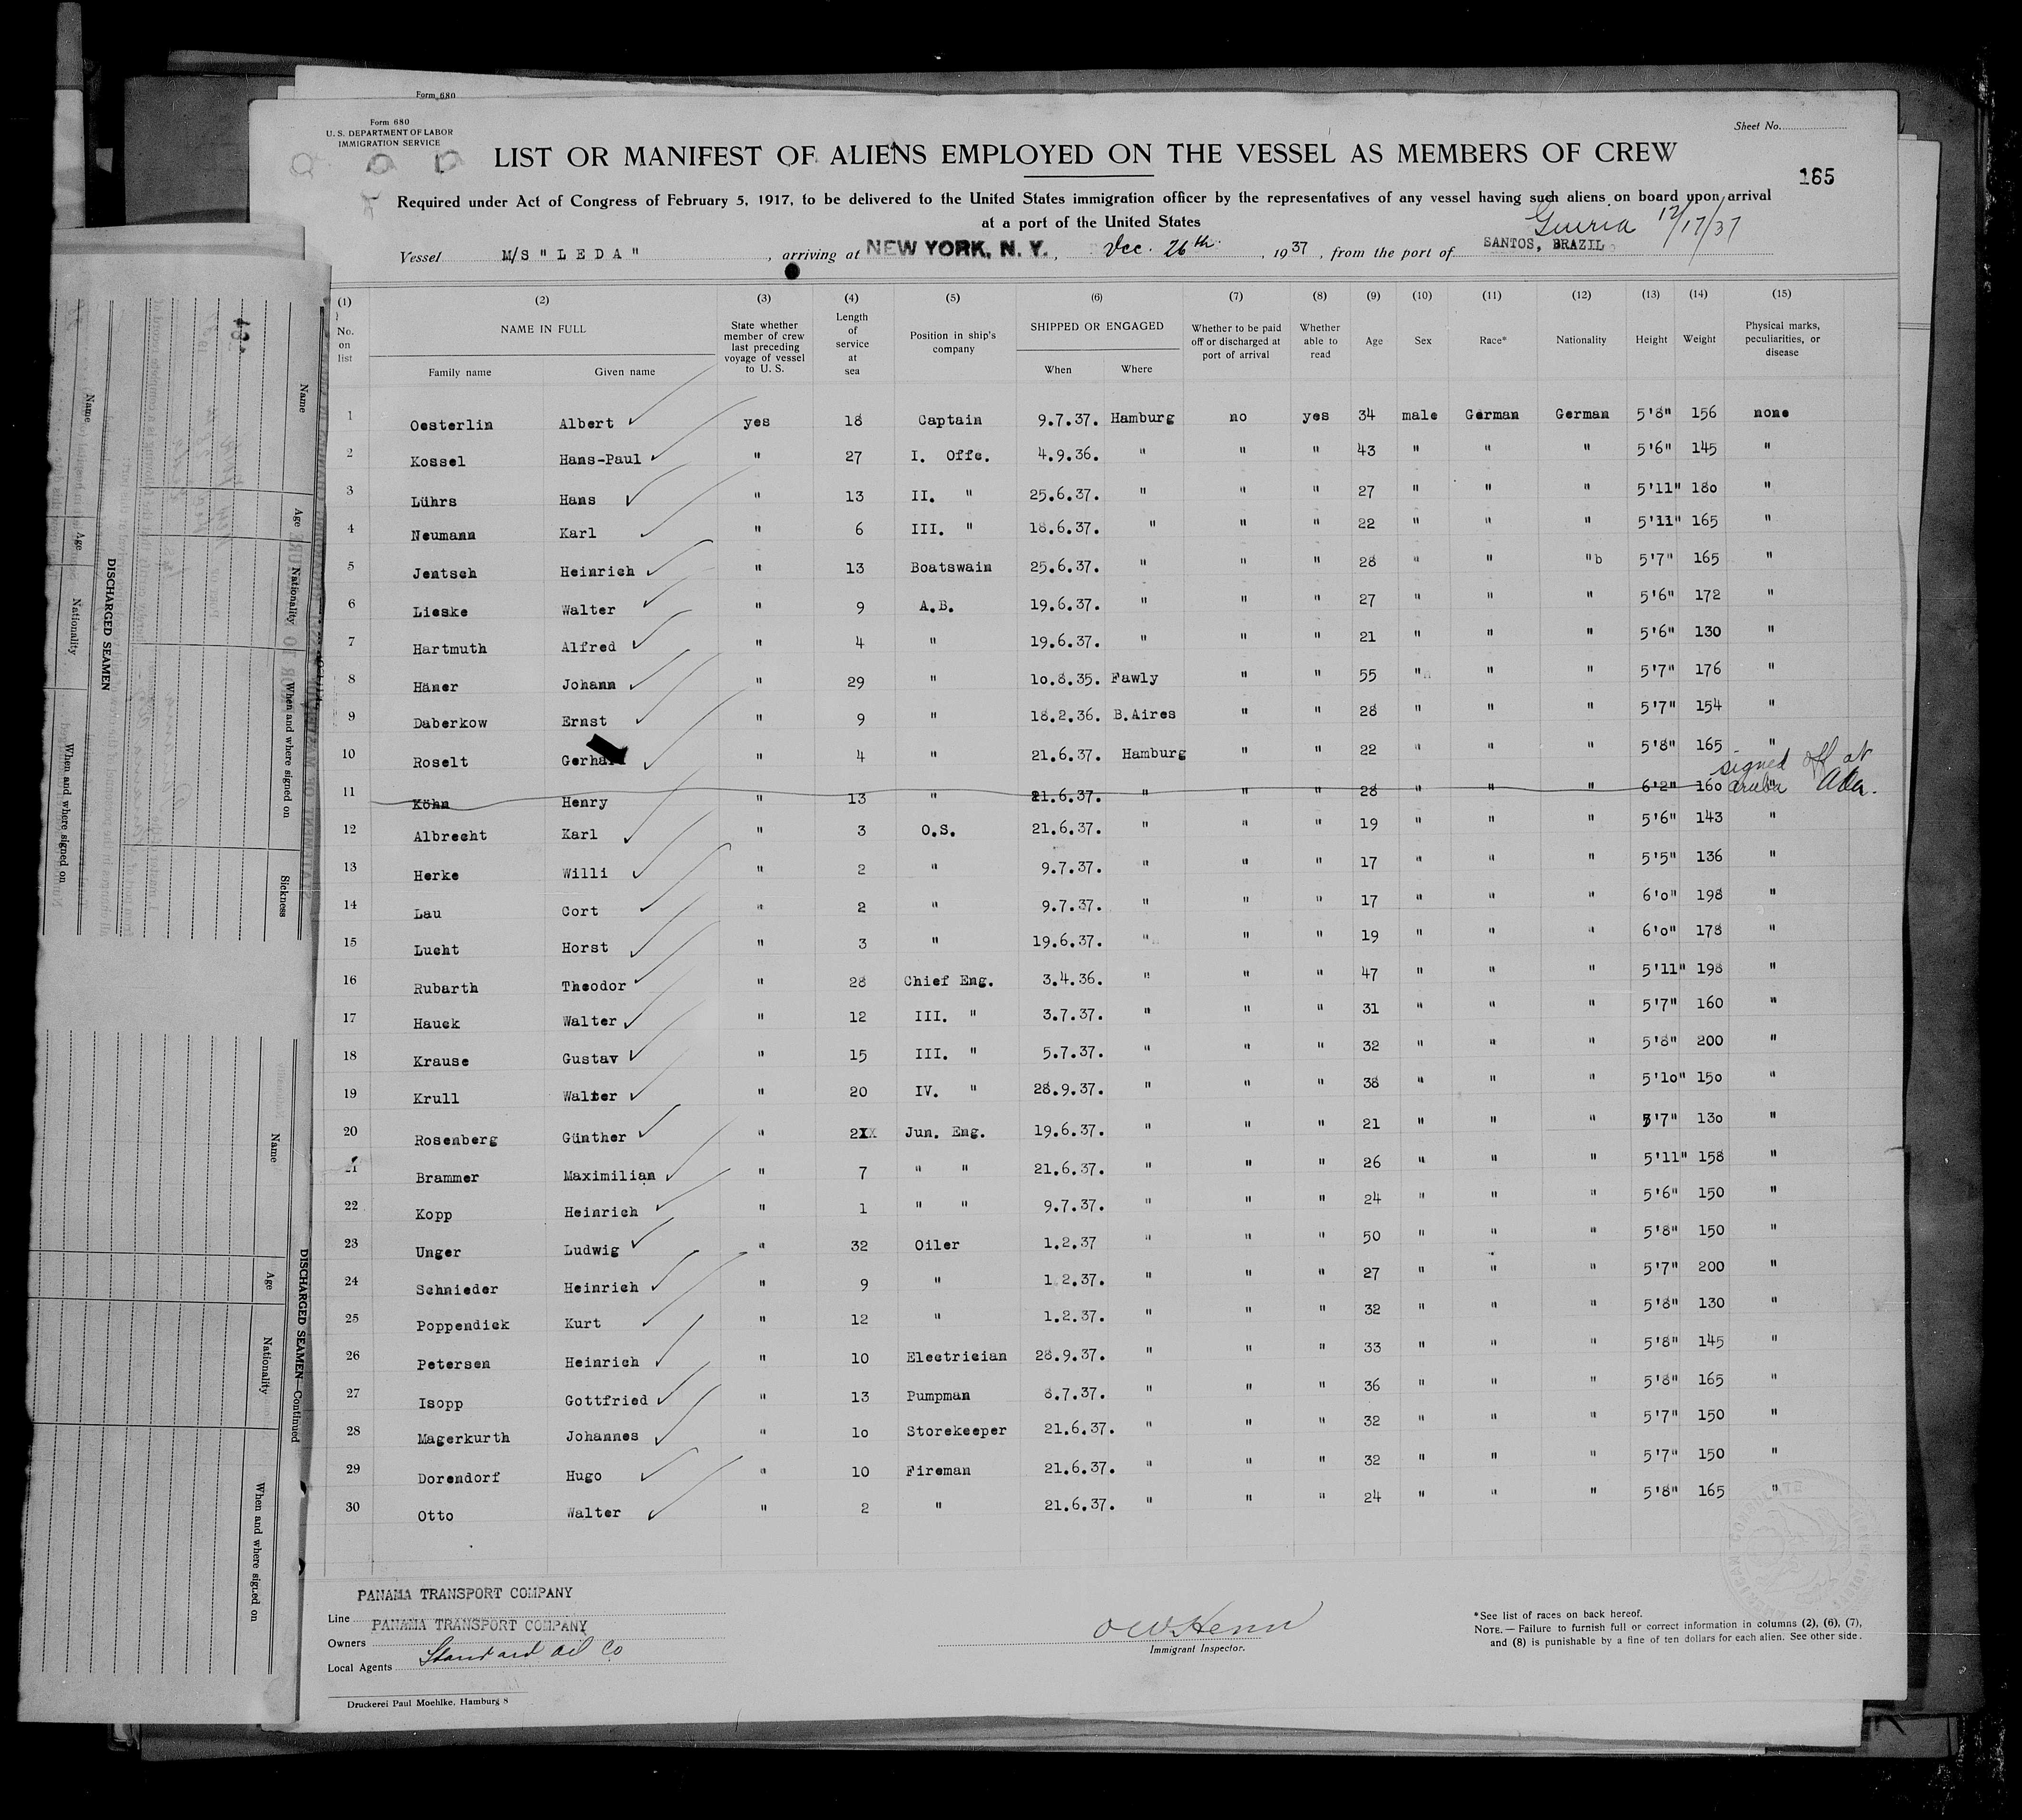 Form 680
Form 680
U. S. DEPARTMENT OF LABOR
IMMIGRATION SERVICE
Sheet No.
LIST OR MANIFEST OF ALIENS EMPLOYED ON THE VESSEL AS MEMBERS OF CREW
165
Required under Act of Congress of February 5, 1917, to be delivered to the United States immigration officer by the representatives of any vessel having such aliens on board upon arrival
at a port of the United States
Guiria 12/17/37
Vessel M/S "LEDA" , arriving at NEW YORK, N. Y. , Dec. 26th , 1937 , from the port of SANTOS, BRAZIL
(1) (2) (3) (4) (5) (6) (7) (8) (9) (10) (11) (12) (13) (14) (15)
No. on list NAME IN FULL State whether member of crew last preceding voyage of vessel to U. S. Length of service at sea Position in ship's company SHIPPED OR ENGAGED Whether to be paid off or discharged at port of arrival Whether able to read Age Sex Race* Nationality Height Weight Physical marks, peculiarities, or disease
Family name Given name When Where
1 Oesterlin Albert yes 18 Captain 9.7.37. Hamburg no yes 34 male German German 5'8" 156 none
2 Kossel Hans-Paul " 27 I. Offc. 4.9.36. " " " 43 " " " 5'6" 145 "
3 Lührs Hans " 13 II. " 25.6.37. " " " 27 " " " 5'11" 180 "
4 Neumann Karl " 6 III. " 18.6.37. " " " 22 " " " 5'11" 165 "
5 Jentsch Heinrich " 13 Boatswain 25.6.37. " " " 28 " " "b 5'7" 165 "
6 Lieske Walter " 9 A.B. 19.6.37. " " " 27 " " " 5'6" 172 "
7 Hartmuth Alfred " 4 " 19.6.37. " " " 21 " " " 5'6" 130 "
8 Häner Johann " 29 " 10.8.35. Fawly " " 55 " " " 5'7" 176 "
9 Daberkow Ernst " 9 " 18.2.36. B.Aires " " 28 " " " 5'7" 154 "
10 Roselt Gerha " 4 " 21.6.37. Hamburg " " 22 " " " 5'8" 165 "
signed off at
11 Köhn Henry " 13 " 21.6.37. " " " 28 " " " 6'2" 160 " Aruba
12 Albrecht Karl " 3 O.S. 21.6.37. " " " 19 " " " 5'6" 143 "
13 Herke Willi " 2 " 9.7.37. " " " 17 " " " 5'5" 136 "
14 Lau Cort " 2 " 9.7.37. " " " 17 " " " 6'0" 198 "
15 Lucht Horst " 3 " 19.6.37. " " " 19 " " " 6'0" 178 "
16 Rubarth Theodor " 28 Chief Eng. 3.4.36. " " " 47 " " " 5'11" 198 "
17 Hauck Walter " 12 III. " 3.7.37. " " " 31 " " " 5'7" 160 "
18 Krause Gustav " 15 III. " 5.7.37. " " " 32 " " " 5'8" 200 "
19 Krull Walter " 20 IV. " 28.9.37. " " " 38 " " " 5'10" 150 "
20 Rosenberg Günther " 2 Jun. Eng. 19.6.37. " " " 21 " " " 5'7" 130 "
21 Brammer Maximilian " 7 " " 21.6.37. " " " 26 " " " 5'11" 158 "
22 Kopp Heinrich " 1 " " 9.7.37. " " " 24 " " " 5'6" 150 "
23 Unger Ludwig " 32 Oiler 1.2.37 " " " 50 " " " 5'8" 150 "
24 Schnieder Heinrich " 9 " 1.2.37. " " " 27 " " " 5'7" 200 "
25 Poppendick Kurt " 12 " 1.2.37. " " " 32 " " " 5'8" 130 "
26 Petersen Heinrich " 10 Electrician 28.9.37. " " " 33 " " " 5'8" 145 "
27 Isopp Gottfried " 13 Pumpman 8.7.37. " " " 36 " " " 5'8" 165 "
28 Magerkurth Johannes " 10 Storekeeper 21.6.37. " " " 32 " " " 5'7" 150 "
29 Dorendorf Hugo " 10 Fireman 21.6.37. " " " 32 " " " 5'7" 150 "
30 Otto Walter " 2 " 21.6.37. " " " 24 " " " 5'8" 165 "
PANAMA TRANSPORT COMPANY
Line
PANAMA TRANSPORT COMPANY
Owners
Local Agents Standard Oil Co
Immigrant Inspector.
*See list of races on back hereof.
NOTE. — Failure to furnish full or correct information in columns (2), (6), (7),
and (8) is punishable by a fine of ten dollars for each alien. See other side.
Druckerei Paul Moehlke, Hamburg 8
DISCHARGED SEAMEN
Name Age Nationality When and where signed on Sickness
Name Age Nationality When and where signed on
DISCHARGED SEAMEN—Continued
Name Age Nationality When and where signed on